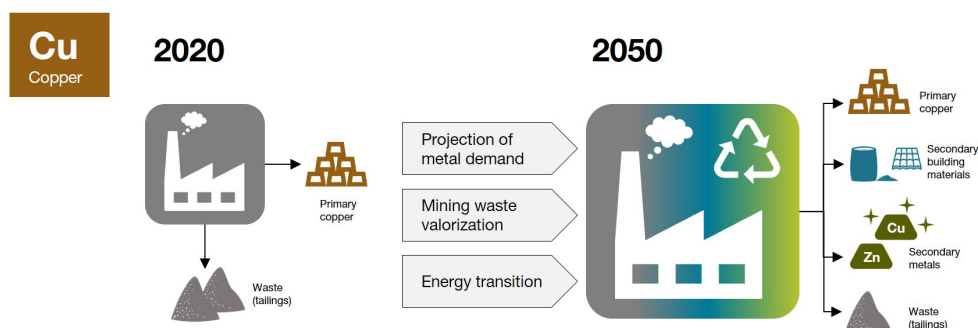 Cu
Copper
2020
Primary
copper
Waste
(tailings)
Projection of
metal demand
Mining waste
valorization
Energy transition
2050
Primary
copper
Secondary
building
materials
Cu
Zn
Secondary
metals
Waste
(tailings)